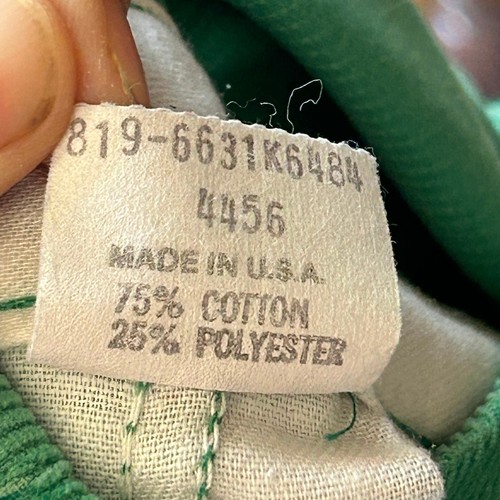 819-6631K6484
4456
MADE IN U.S.A.
75% COTTON
25% POLYESTER